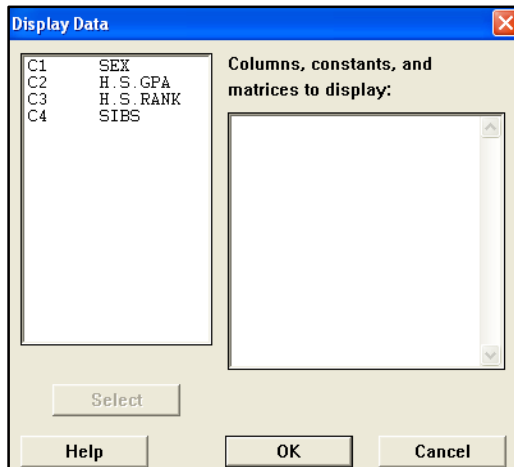 Display Data
C1 SEX
C2 H.S.GPA
C3 H.S.RANK
C4 SIBS
Columns, constants, and
matrices to display:
Select
Help OK Cancel